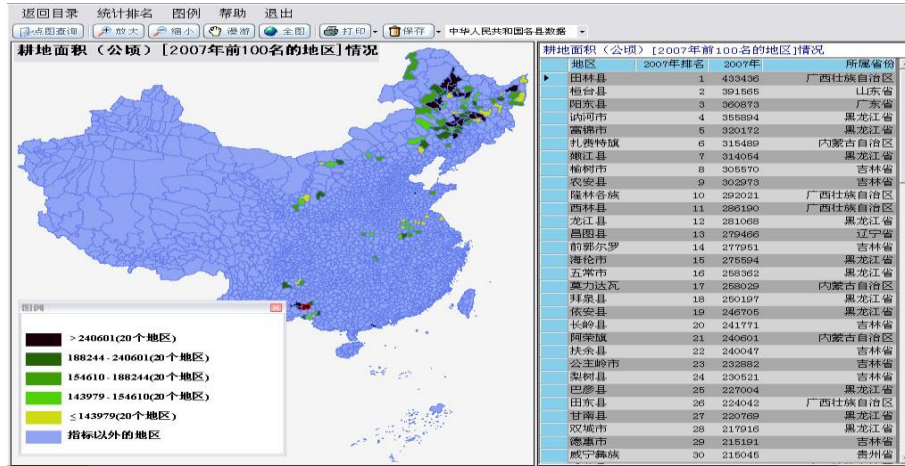 返回目录 统计排名 图例 帮助 退出
点图查询 放大 缩小 漫游 全图 打印 保存 中华人民共和国各县数据
耕地面积（公顷）[2007年前100名的地区]情况
图例
>240601(20个地区)
188244-240601(20个地区)
154610-188244(20个地区)
143979-154610(20个地区)
≤143979(20个地区)
指标以外的地区
耕地面积（公顷）[2007年前100名的地区]情况
地区 2007年排名 2007年 所属省份
田林县 1 433436 广西壮族自治区
桓台县 2 391565 山东省
阳东县 3 360873 广东省
讷河市 4 355894 黑龙江省
富锦市 5 320172 黑龙江省
扎赉特旗 6 315489 内蒙古自治区
嫩江县 7 314054 黑龙江省
榆树市 8 305570 吉林省
农安县 9 302973 吉林省
隆林各族 10 292021 广西壮族自治区
西林县 11 286190 广西壮族自治区
龙江县 12 281068 黑龙江省
昌图县 13 279466 辽宁省
前郭尔罗 14 277951 吉林省
海伦市 15 275594 黑龙江省
五常市 16 258362 黑龙江省
莫力达瓦 17 258029 内蒙古自治区
拜泉县 18 250197 黑龙江省
依安县 19 246705 黑龙江省
长岭县 20 241771 吉林省
阿荣旗 21 240601 内蒙古自治区
扶余县 22 240047 吉林省
公主岭市 23 232882 吉林省
梨树县 24 230521 吉林省
巴彦县 25 227004 黑龙江省
田东县 26 224042 广西壮族自治区
甘南县 27 220769 黑龙江省
双城市 28 217916 黑龙江省
德惠市 29 215191 吉林省
威宁彝族 30 215045 贵州省